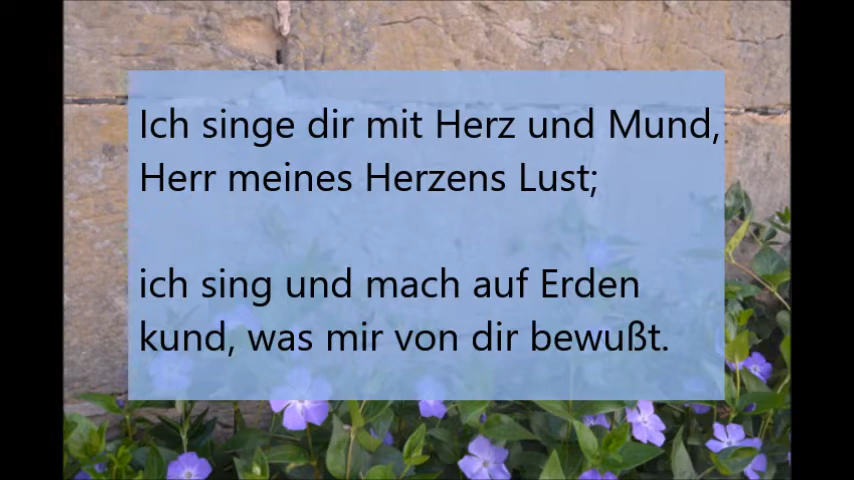 Ich singe dir mit Herz und Mund,
Herr meines Herzens Lust;
ich sing und mach auf Erden
kund, was mir von dir bewußt.